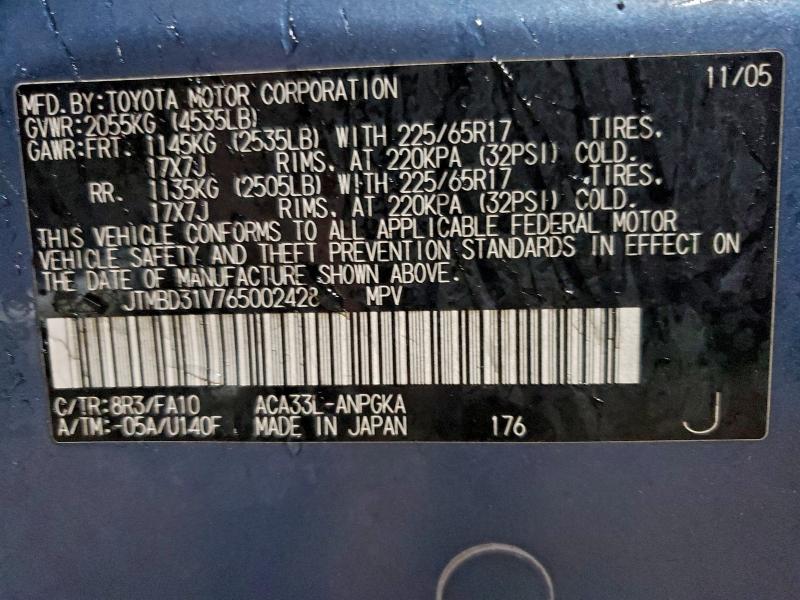 MFD.BY:TOYOTA MOTOR CORPORATION 11/05
GVWR:2055KG (4535LB)
GAWR:FRT. 1145KG (2535LB) WITH 225/65R17 TIRES.
17X7J RIMS, AT 220KPA (32PSI) COLD.
RR. 1135KG (2505LB) WITH 225/65R17 TIRES.
17X7J RIMS, AT 220KPA (32PSI) COLD.
THIS VEHICLE CONFORMS TO ALL APPLICABLE FEDERAL MOTOR
VEHICLE SAFETY AND THEFT PREVENTION STANDARDS IN EFFECT ON
THE DATE OF MANUFACTURE SHOWN ABOVE.
JTMBD31V765002428 MPV
C/TR:8R3/FA10 ACA33L-ANPGKA
A/TM:-05A/U140F MADE IN JAPAN 176 J